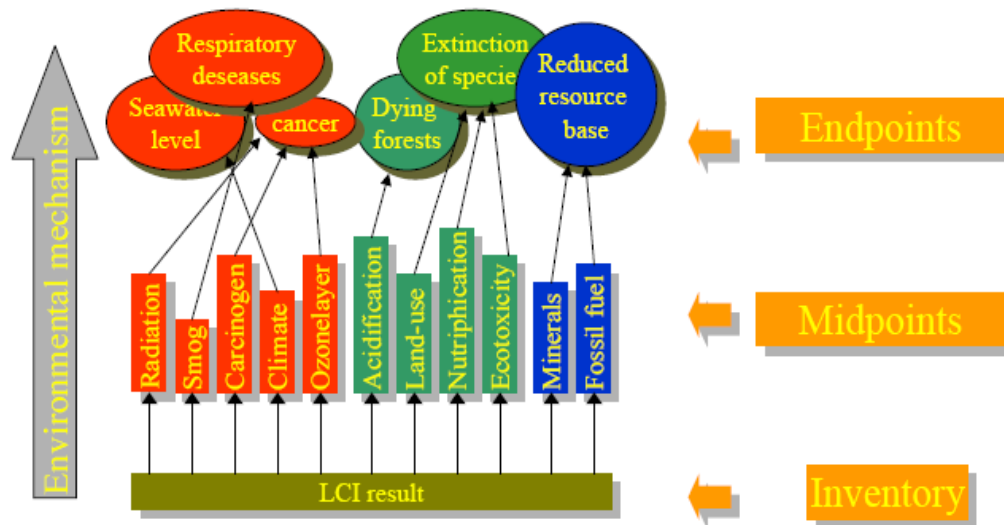 Environmental mechanism
Respiratory
deseases
Seawater
level
cancer
Extinction
of specie
Dying
forests
Reduced
resource
base
Endpoints
Radiation
Smog
Carcinogen
Climate
Ozonelayer
Acidification
Land-use
Nutriphication
Ecotoxicity
Minerals
Fossil fuel
Midpoints
LCI result
Inventory